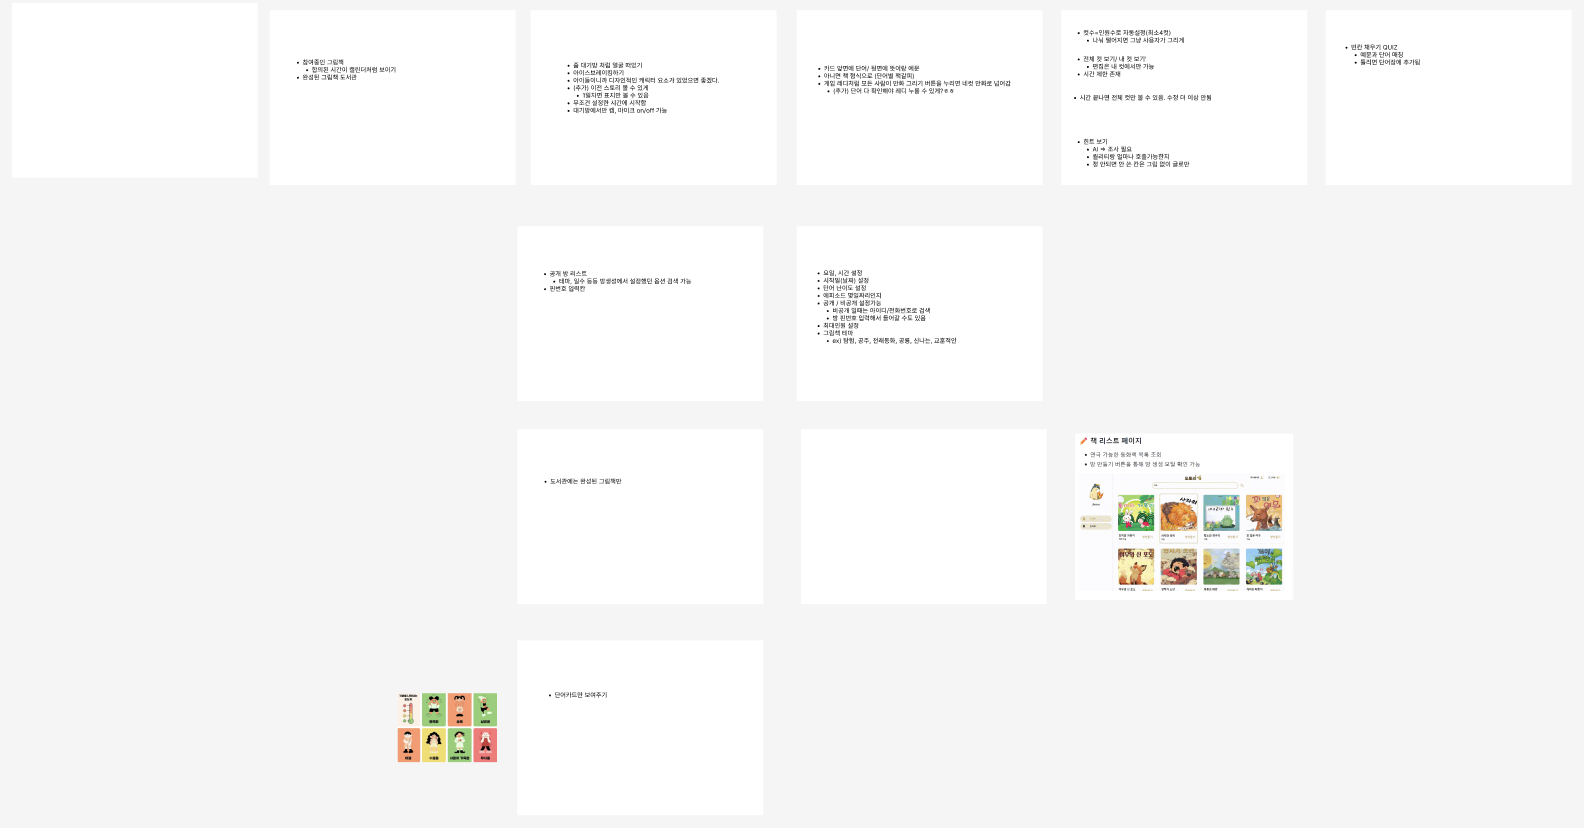 참여중인 그림책
합의된 시간이 캘린더처럼 보이기
완성된 그림책 도서관
줌 대기방 처럼 얼굴 떠있기
아이스브레이킹하기
아이들이니까 디자인적인 캐릭터 요소가 있었으면 좋겠다.
(추가) 이전 스토리 볼 수 있게
1일차면 표지만 볼 수 있음
무조건 설정한 시간에 시작함
대기방에서만 캠, 마이크 on/off 가능
카드 앞면에 단어/ 뒷면에 뜻이랑 예문
아니면 책 형식으로 (단어별 책갈피)
게임 레디처럼 모든 사람이 만화 그리기 버튼을 누르면 네컷 만화로 넘어감
(추가) 단어 다 확인해야 레디 누를 수 있게?ㅎㅎ
컷수=인원수로 자동설정(최소4컷)
나눠 떨어지면 그냥 사용자가 그리게
전체 컷 보기/ 내 컷 보기'
편집은 내 컷에서만 가능
시간 제한 존재
시간 끝나면 전체 컷만 볼 수 있음. 수정 더 이상 안됨
힌트 보기
AI => 조사 필요
퀄리티랑 얼마나 호출가능한지
정 안되면 안 쓴 칸은 그림 없이 글로만
빈칸 채우기 QUIZ
예문과 단어 매칭
틀리면 단어장에 추가됨
공개 방 리스트
테마, 일수 등등 방생성에서 설정했던 옵션 검색 가능
핀번호 입력칸
요일, 시간 설정
시작일(날짜) 설정
단어 난이도 설정
에피소드 몇일짜리인지
공개 / 비공개 설정가능
비공개 일때는 아이디/전화번호로 검색
방 핀번호 입력해서 들어갈 수도 있음
최대인원 설정
그림책 테마
ex) 탐험, 공주, 전래동화, 공룡, 신나는, 교훈적인
도서관에는 완성된 그림책만
책 리스트 페이지
연극 가능한 동화책 목록 조회
방 만들기 버튼을 통해 방 생성 모달 확인 가능
단어카드만 보여주기